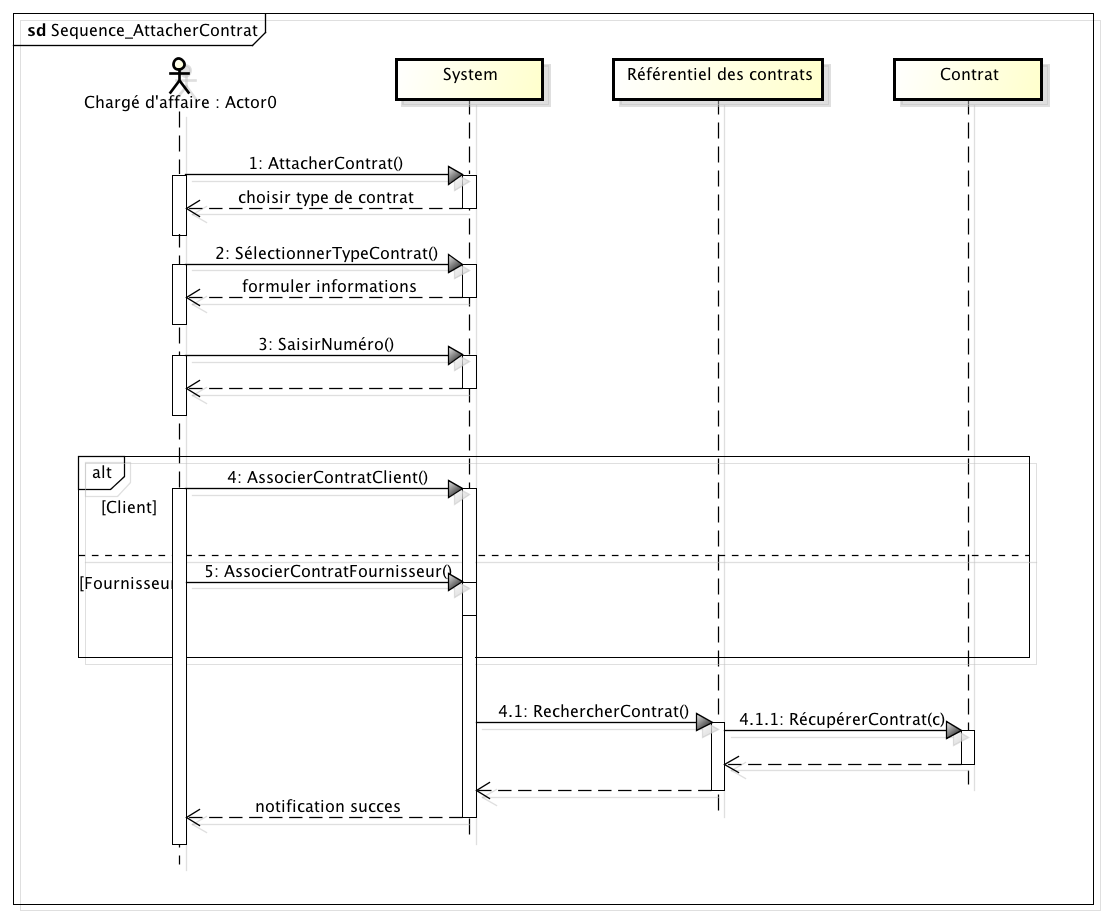 sd Sequence_AttacherContrat
System
Référentiel des contrats
Contrat
Chargé d'affaire : Actor0
1: AttacherContrat()
choisir type de contrat
2: SélectionnerTypeContrat()
formuler informations
3: SaisirNuméro()
alt
4: AssocierContratClient()
[Client]
5: AssocierContratFournisseur()
[Fournisseur
4.1: RechercherContrat()
4.1.1: RécupérerContrat(c)
notification succes